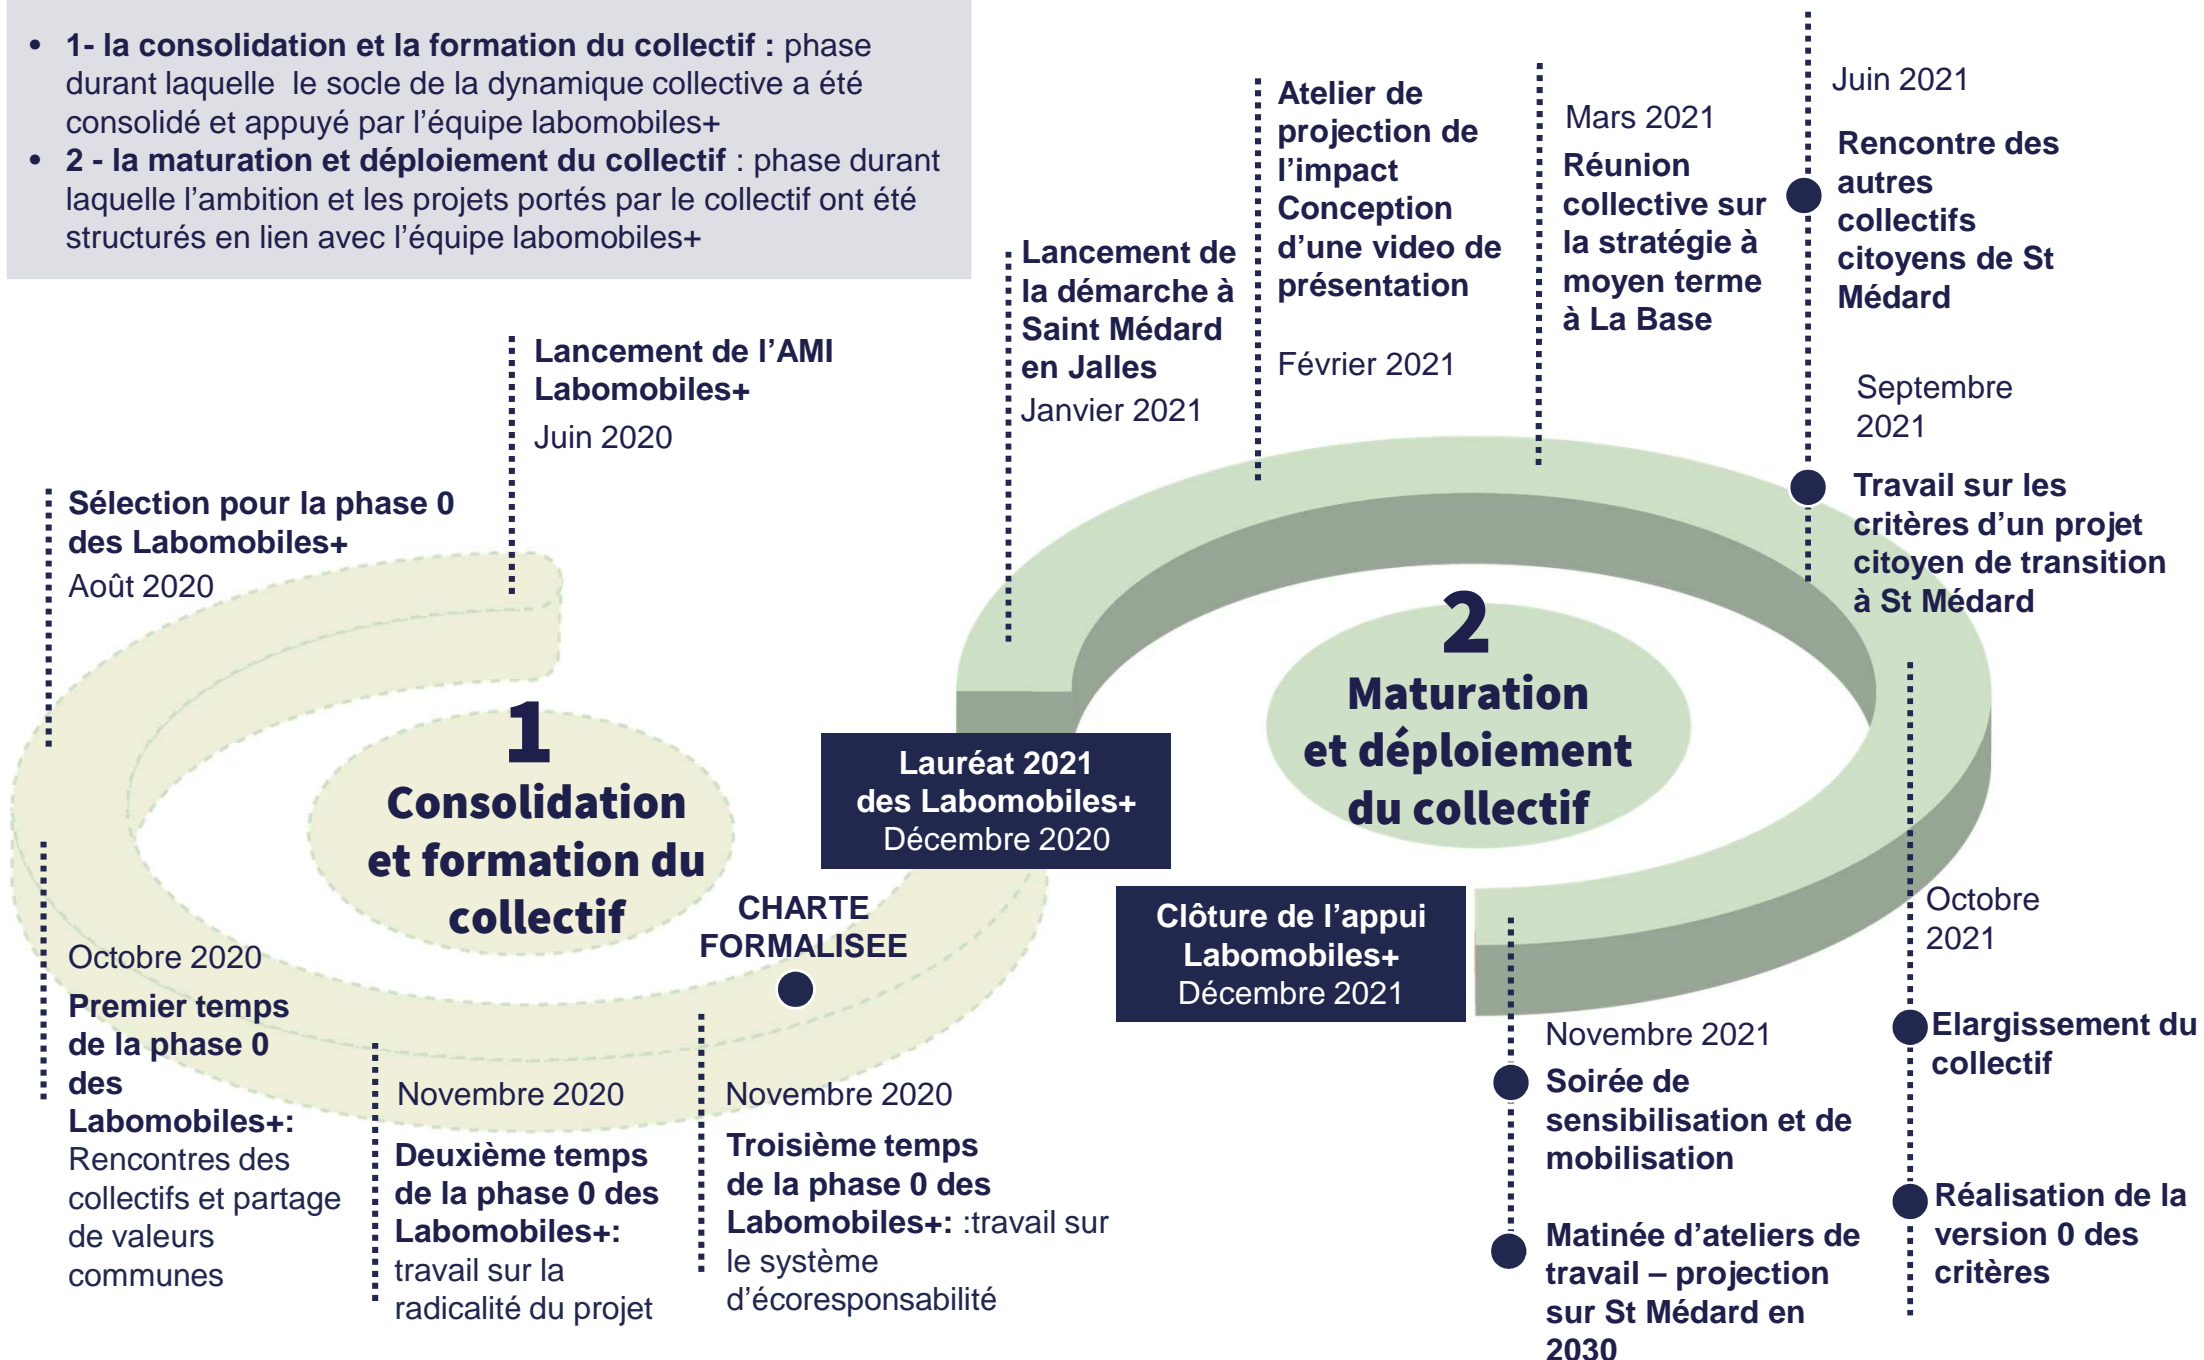 • 1- la consolidation et la formation du collectif : phase
durant laquelle le socle de la dynamique collective a été
consolidé et appuyé par l’équipe labomobiles+
• 2 - la maturation et déploiement du collectif : phase durant
laquelle l’ambition et les projets portés par le collectif ont été
structurés en lien avec l’équipe labomobiles+
Lancement de l’AMI
Labomobiles+
Juin 2020
Sélection pour la phase 0
des Labomobiles+
Août 2020
1
Consolidation
et formation du
collectif
Octobre 2020
Premier temps
de la phase 0
des
Labomobiles+:
Rencontres des
collectifs et partage
de valeurs
communes
Novembre 2020
Deuxième temps
de la phase 0 des
Labomobiles+:
travail sur la
radicalité du projet
CHARTE
FORMALISEE
Novembre 2020
Troisième temps
de la phase 0 des
Labomobiles+: :travail sur
le système
d’écoresponsabilité
Lauréat 2021
des Labomobiles+
Décembre 2020
Lancement de
la démarche à
Saint Médard
en Jalles
Janvier 2021
Atelier de
projection de
l’impact
Conception
d’une video de
présentation
Février 2021
Mars 2021
Réunion
collective sur
la stratégie à
moyen terme
à La Base
Juin 2021
Rencontre des
autres
collectifs
citoyens de St
Médard
Septembre
2021
Travail sur les
critères d’un projet
citoyen de transition
à St Médard
2
Maturation
et déploiement
du collectif
Octobre
2021
Elargissement du
collectif
Réalisation de la
version 0 des
critères
Novembre 2021
Soirée de
sensibilisation et de
mobilisation
Matinée d’ateliers de
travail – projection
sur St Médard en
2030
Clôture de l’appui
Labomobiles+
Décembre 2021